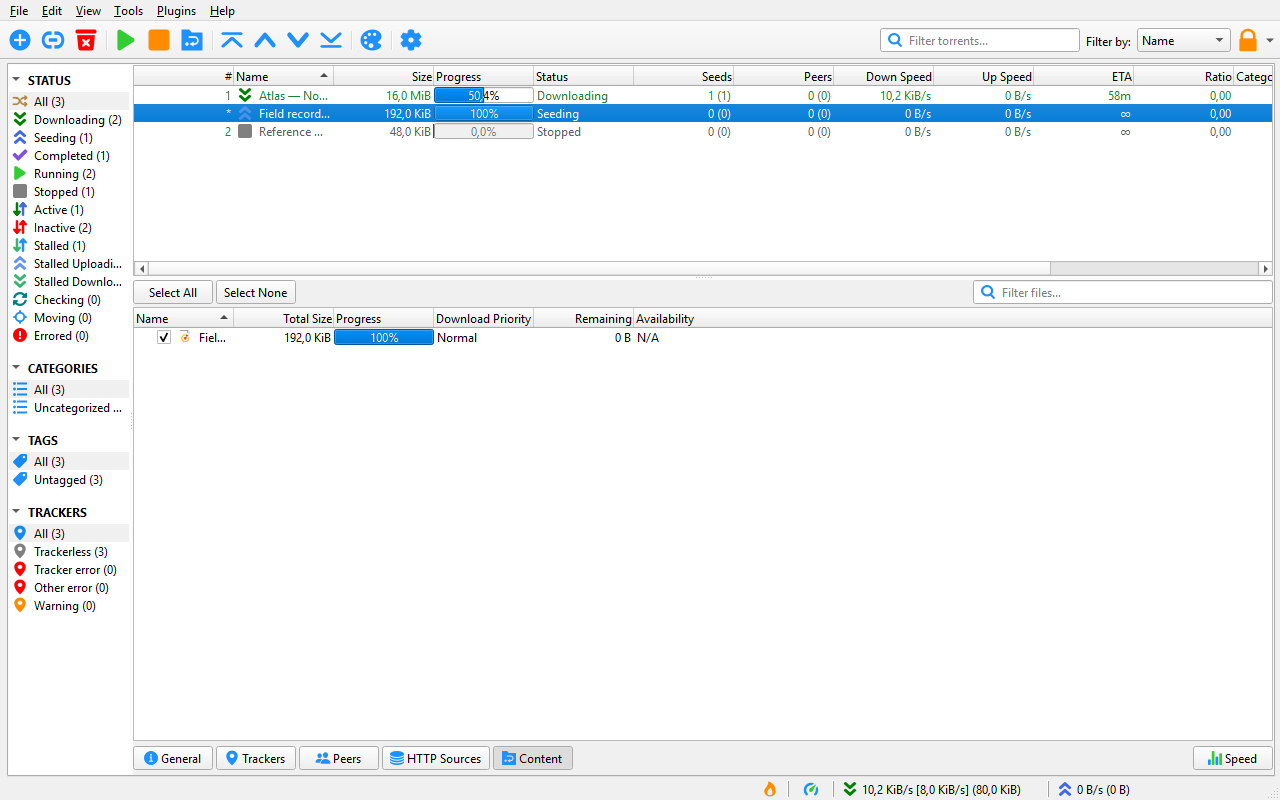 File Edit View Tools Plugins Help
Filter torrents... Filter by: Name
# Name Size Progress Status Seeds Peers Down Speed Up Speed ETA Ratio Catego
1 Atlas — No... 16,0 MiB 50,4% Downloading 1 (1) 0 (0) 10,2 KiB/s 0 B/s 58m 0,00
* Field record... 192,0 KiB 100% Seeding 0 (0) 0 (0) 0 B/s 0 B/s ∞ 0,00
2 Reference ... 48,0 KiB 0,0% Stopped 0 (0) 0 (0) 0 B/s 0 B/s ∞ 0,00
STATUS
All (3)
Downloading (2)
Seeding (1)
Completed (1)
Running (2)
Stopped (1)
Active (1)
Inactive (2)
Stalled (1)
Stalled Uploadi...
Stalled Downlo...
Checking (0)
Moving (0)
Errored (0)
CATEGORIES
All (3)
Uncategorized ...
TAGS
All (3)
Untagged (3)
TRACKERS
All (3)
Trackerless (3)
Tracker error (0)
Other error (0)
Warning (0)
Select All Select None Filter files...
Name Total Size Progress Download Priority Remaining Availability
Fiel... 192,0 KiB 100% Normal 0 B N/A
General Trackers Peers HTTP Sources Content Speed
10,2 KiB/s [8,0 KiB/s] (80,0 KiB) 0 B/s (0 B)